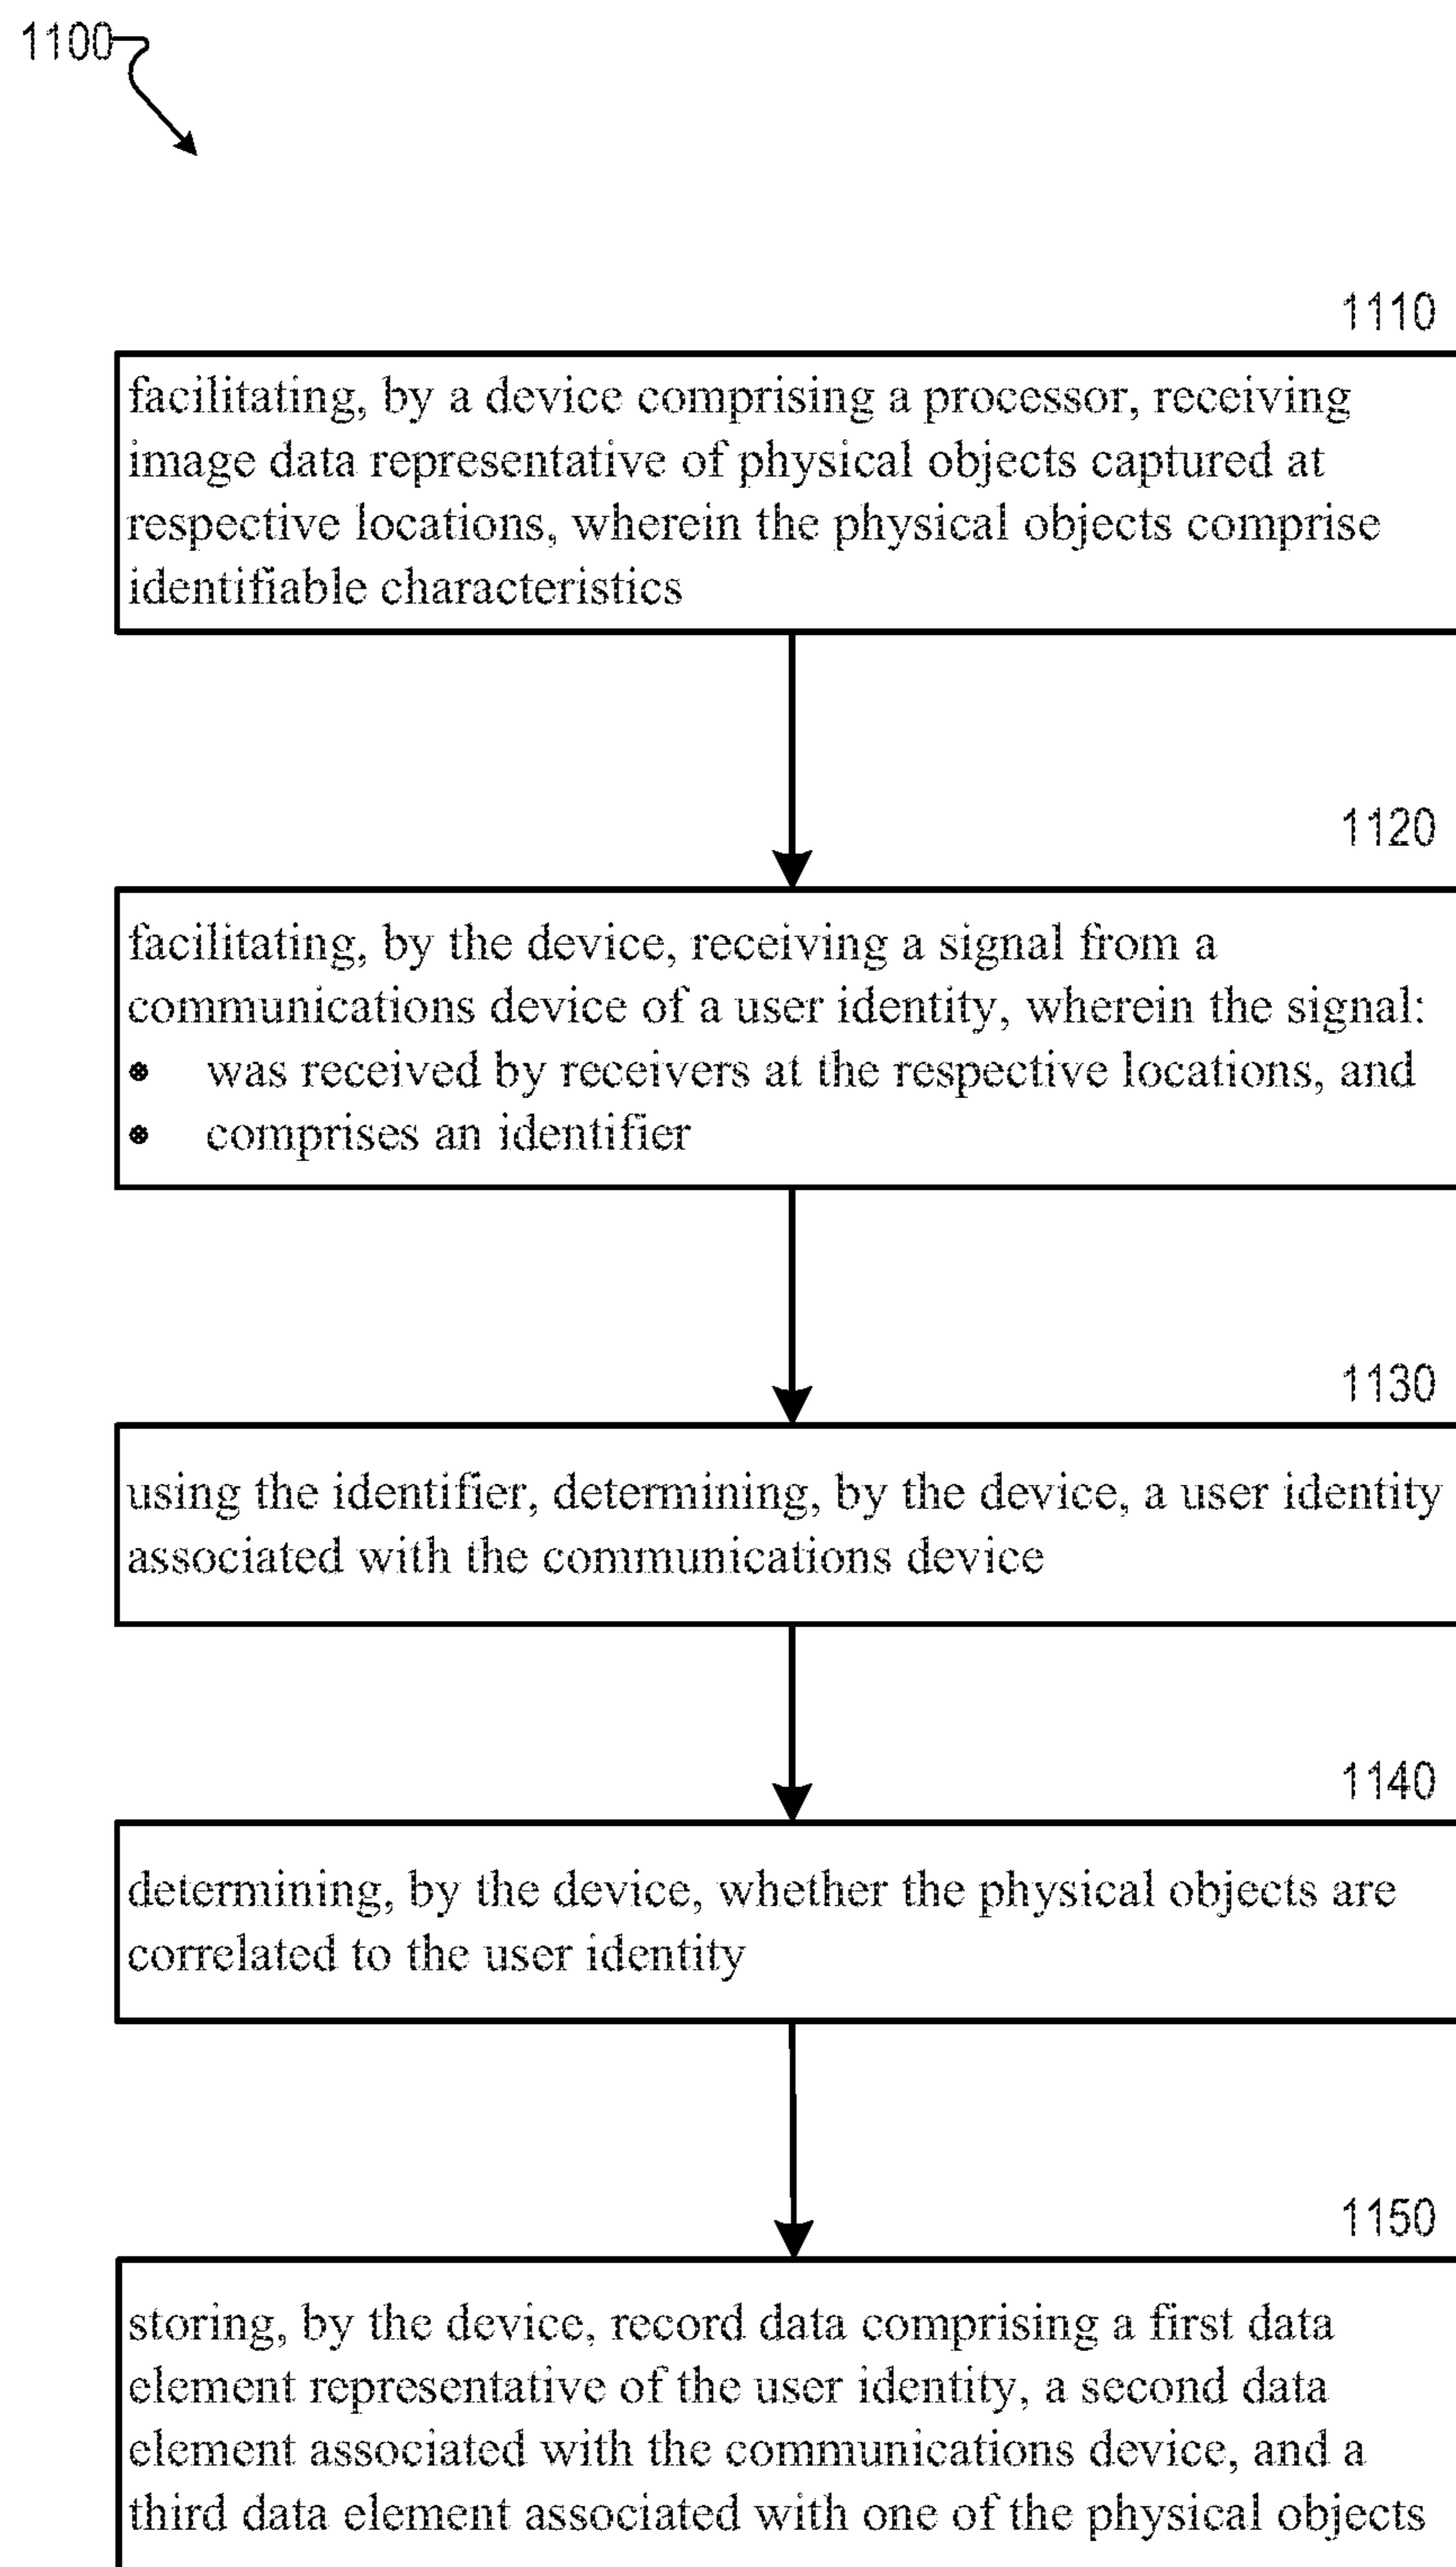 1100
1110
facilitating, by a device comprising a processor, receiving
image data representative of physical objects captured at
respective locations, wherein the physical objects comprise
identifiable characteristics
1120
facilitating, by the device, receiving a signal from a
communications device of a user identity, wherein the signal:
• was received by receivers at the respective locations, and
• comprises an identifier
1130
using the identifier, determining, by the device, a user identity
associated with the communications device
1140
determining, by the device, whether the physical objects are
correlated to the user identity
1150
storing, by the device, record data comprising a first data
element representative of the user identity, a second data
element associated with the communications device, and a
third data element associated with one of the physical objects